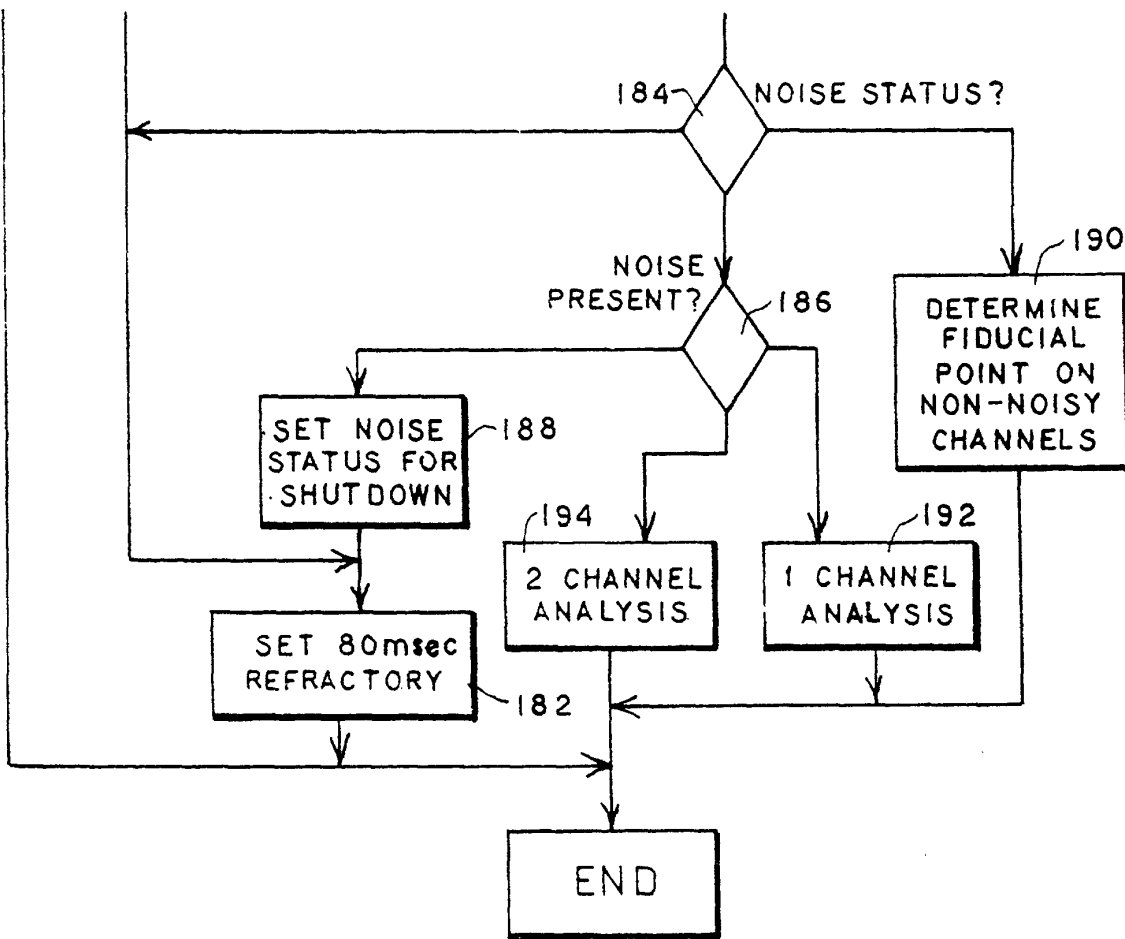 184
NOISE STATUS?
190
NOISE
PRESENT?
186
DETERMINE
FIDUCIAL
POINT ON
NON-NOISY
CHANNELS
SET NOISE
STATUS FOR
SHUTDOWN
188
194
192
2 CHANNEL
ANALYSIS
1 CHANNEL
ANALYSIS
SET 80msec
REFRACTORY
182
END